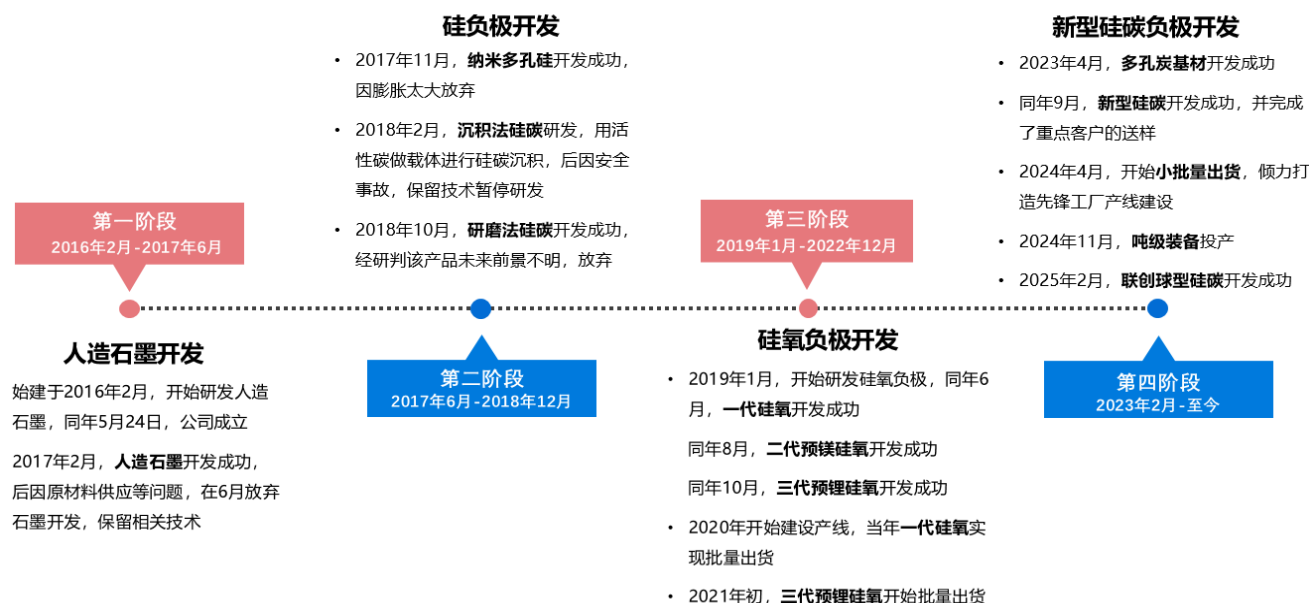 第一阶段
2016年2月-2017年6月
人造石墨开发
始建于2016年2月，开始研发人造
石墨，同年5月24日，公司成立
2017年2月，人造石墨开发成功，
后因原材料供应等问题，在6月放弃
石墨开发，保留相关技术
硅负极开发
• 2017年11月，纳米多孔硅开发成功，
因膨胀太大放弃
• 2018年2月，沉积法硅碳研发，用活
性碳做载体进行硅碳沉积，后因安全
事故，保留技术暂停研发
• 2018年10月，研磨法硅碳开发成功，
经研判该产品未来前景不明，放弃
第二阶段
2017年6月-2018年12月
第三阶段
2019年1月-2022年12月
硅氧负极开发
• 2019年1月，开始研发硅氧负极，同年6
月，一代硅氧开发成功
同年8月，二代预镁硅氧开发成功
同年10月，三代预锂硅氧开发成功
• 2020年开始建设产线，当年一代硅氧实
现批量出货
• 2021年初，三代预锂硅氧开始批量出货
新型硅碳负极开发
• 2023年4月，多孔炭基材开发成功
• 同年9月，新型硅碳开发成功，并完成
了重点客户的送样
• 2024年4月，开始小批量出货，倾力打
造先锋工厂产线建设
• 2024年11月，吨级装备投产
• 2025年2月，联创球型硅碳开发成功
第四阶段
2023年2月-至今